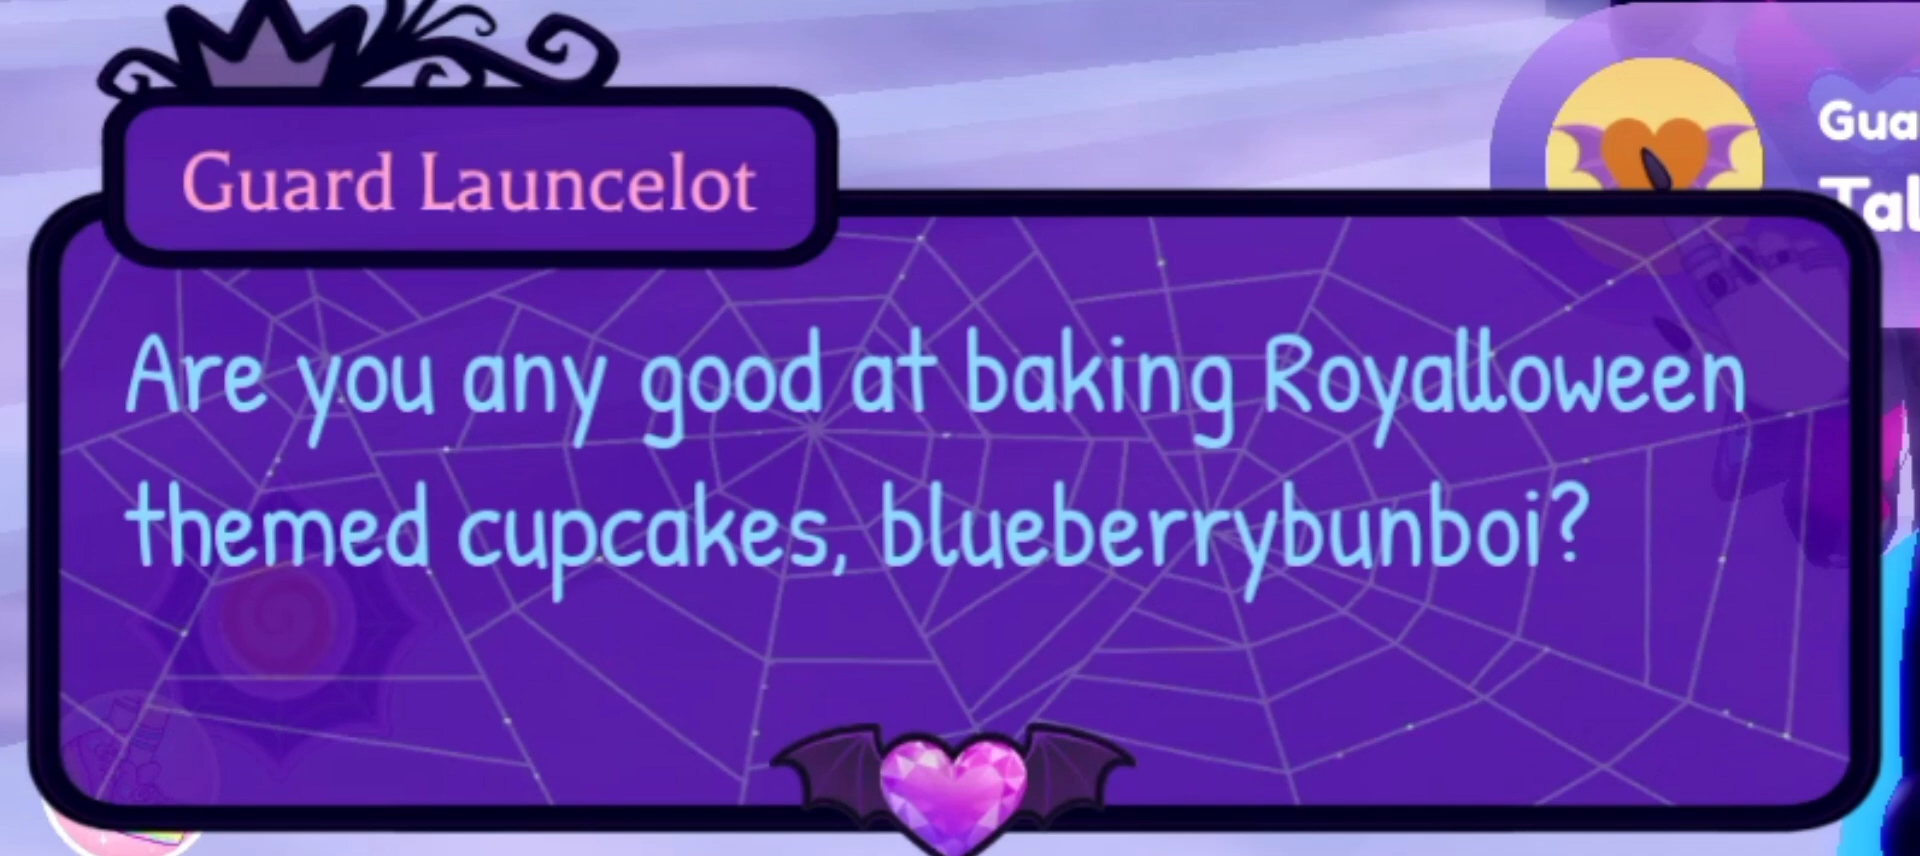 Guard Launcelot
Are you any good at baking Royalloween
themed cupcakes, blueberrybunboi?